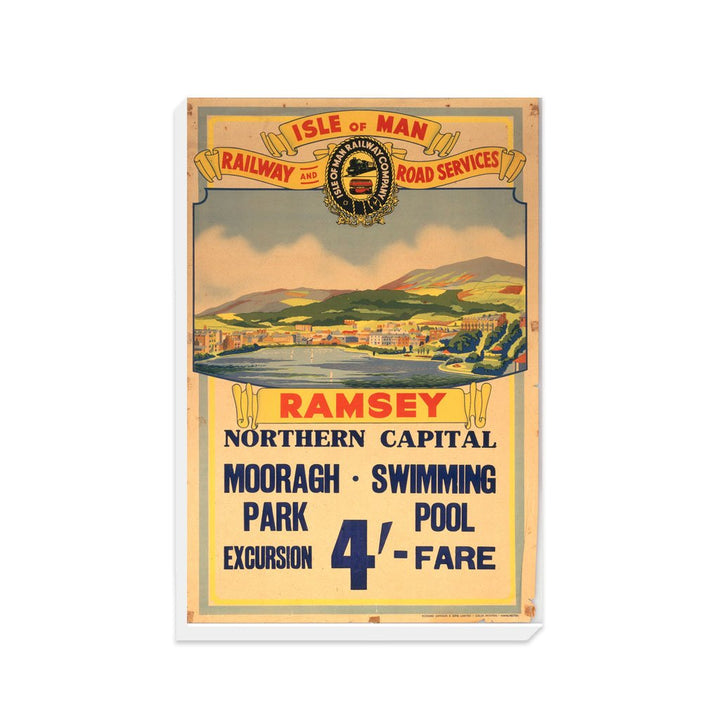 ISLE OF MAN
RAILWAY AND ROAD SERVICES
ISLE OF MAN RAILWAY COMPANY
RAMSEY
NORTHERN CAPITAL
MOORAGH · SWIMMING
PARK POOL
EXCURSION 4/- FARE